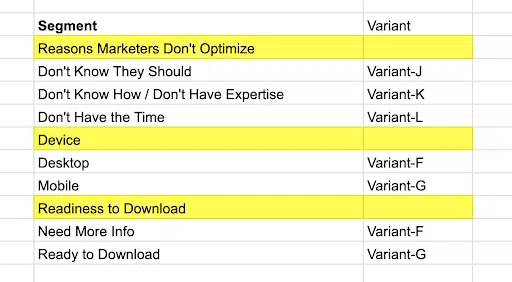 Segment Variant
Reasons Marketers Don't Optimize
Don't Know They Should Variant-J
Don't Know How / Don't Have Expertise Variant-K
Don't Have the Time Variant-L
Device
Desktop Variant-F
Mobile Variant-G
Readiness to Download
Need More Info Variant-F
Ready to Download Variant-G